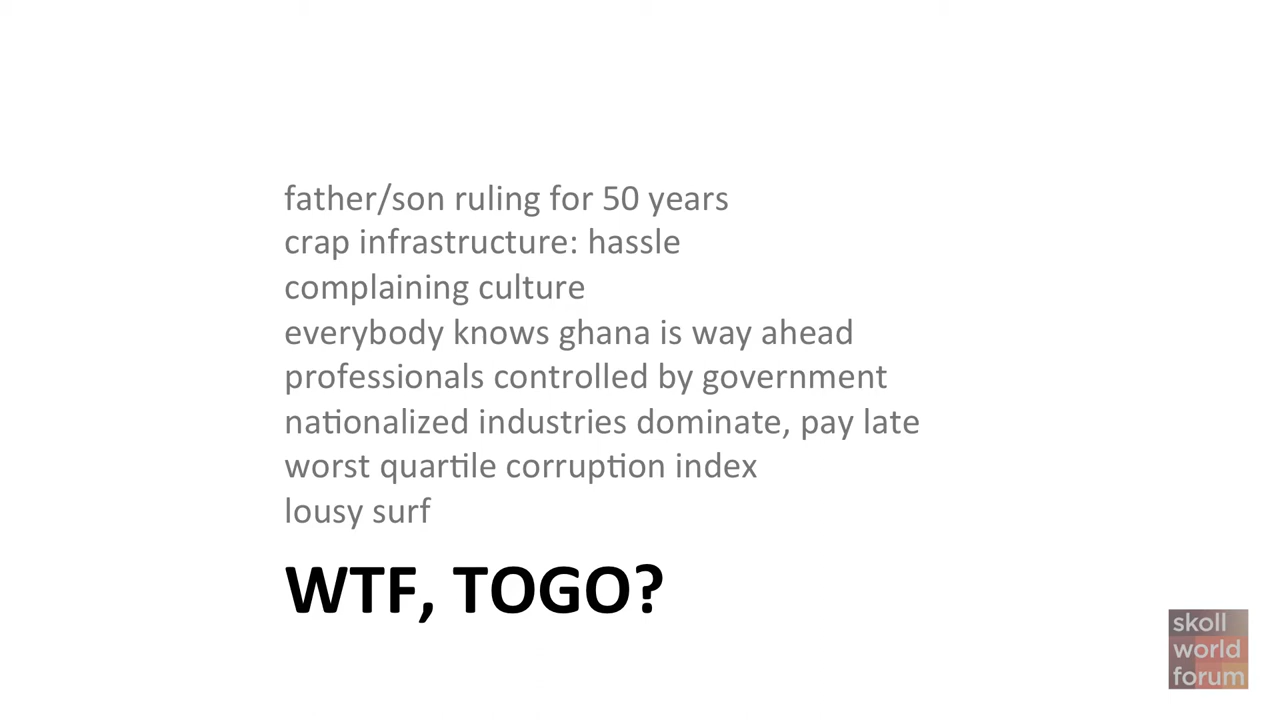 father/son ruling for 50 years
crap infrastructure: hassle
complaining culture
everybody knows ghana is way ahead
professionals controlled by government
nationalized industries dominate, pay late
worst quartile corruption index
lousy surf
WTF, TOGO?
skoll
world
forum